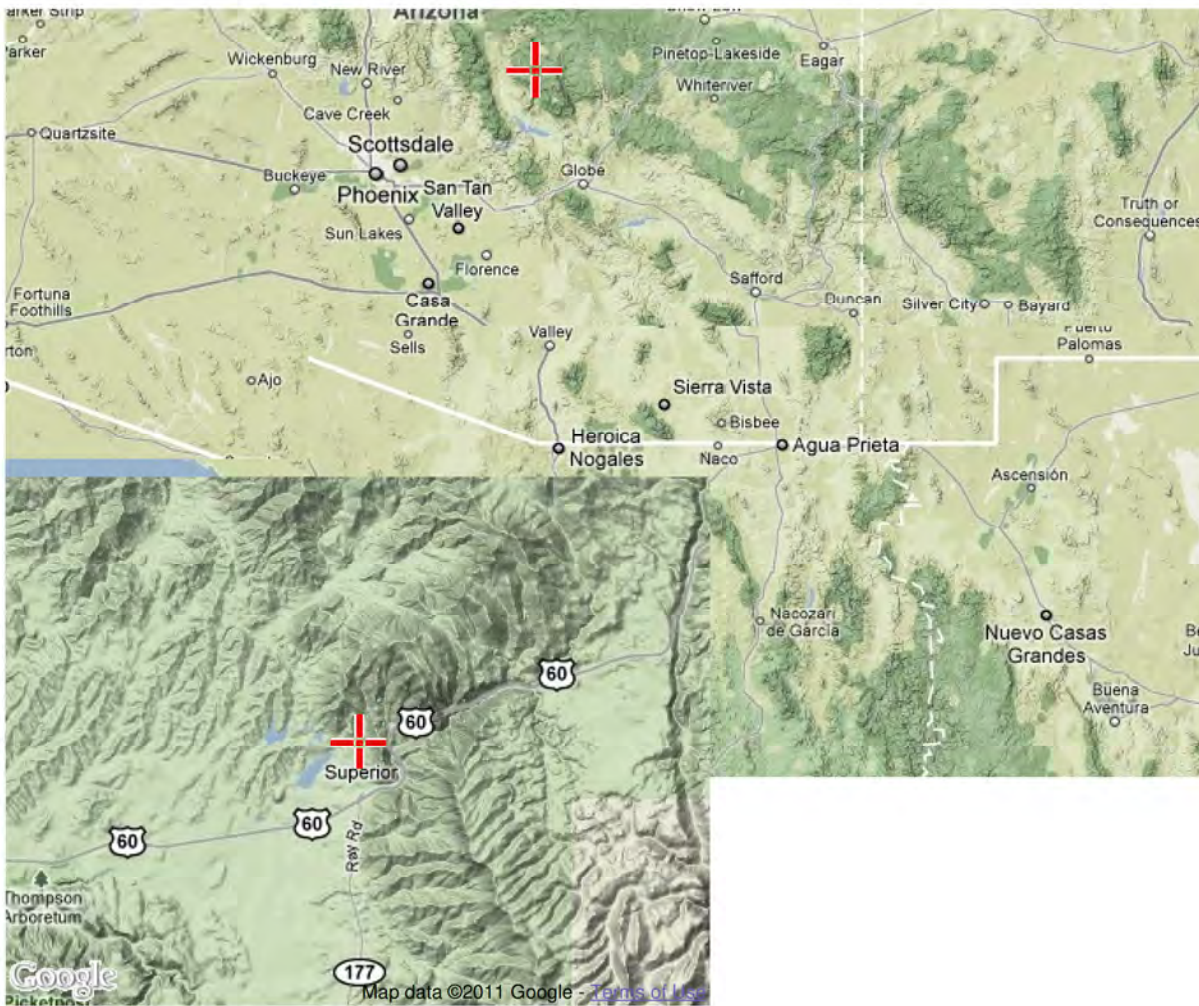 Arizona
Parker
Wickenburg
New River
Cave Creek
Pinetop-Lakeside
Eagar
Whiteriver
Quartzsite
Scottsdale
Phoenix
Buckeye
San Tan
Valley
Globe
Sun Lakes
Florence
Truth or
Consequences
Casa
Grande
Safford
Duncan
Silver City
Bayard
Fortuna
Foothills
Sells
Valley
Puerto
Palomas
Ajo
Sierra Vista
Bisbee
Heroica
Nogales
Naco
Agua Prieta
Ascensión
Nacozari
de García
Nuevo Casas
Grandes
Buena
Aventura
60
60
Superior
60
60
Ray Rd
Thompson
Arboretum
177
Google
Map data ©2011 Google - Terms of Use